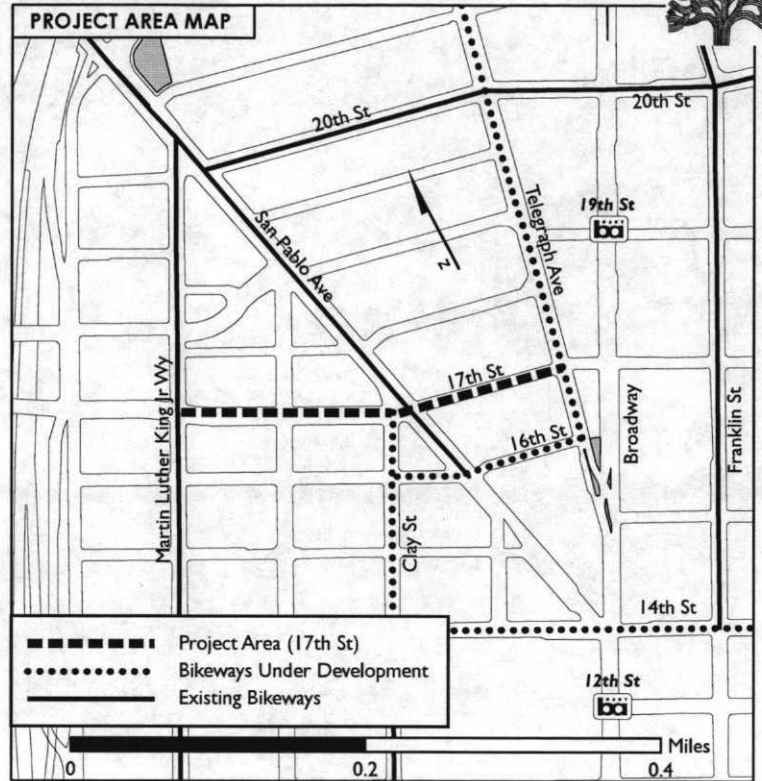 PROJECT AREA MAP
20th St
20th St
San Pablo Ave
Telegraph Ave
19th St
ba
z
Martin Luther King Jr Wy
17th St
16th St
Broadway
Franklin St
Clay St
14th St
12th St
ba
Project Area (17th St)
Bikeways Under Development
Existing Bikeways
Miles
0
0.2
0.4